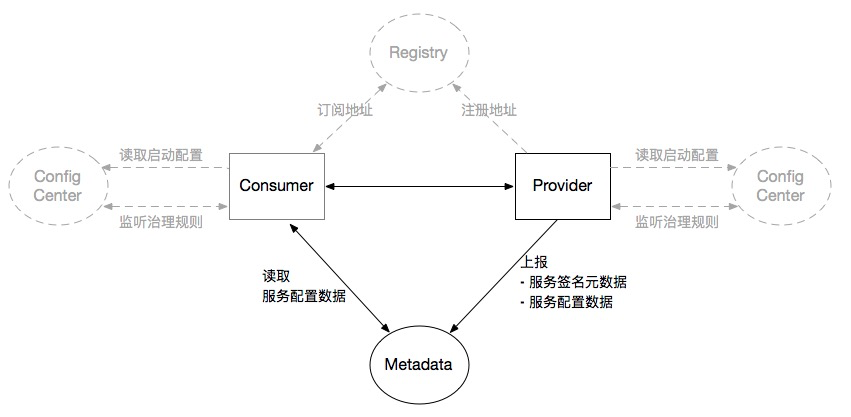 Registry
订阅地址
注册地址
读取启动配置
读取启动配置
Config
Center
Consumer
Provider
Config
Center
监听治理规则
监听治理规则
读取
服务配置数据
上报
- 服务签名元数据
- 服务配置数据
Metadata